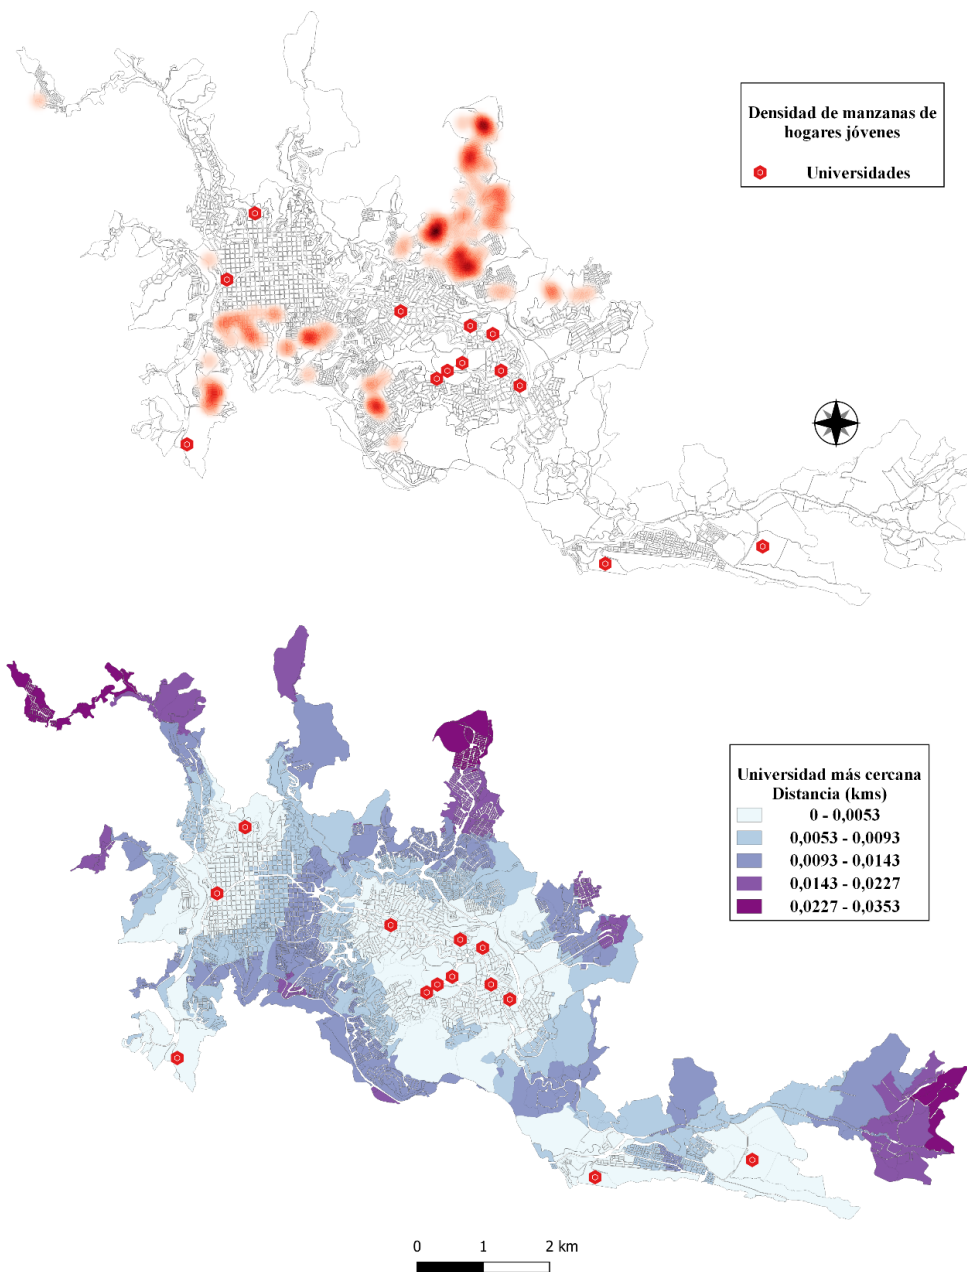 Densidad de manzanas de
hogares jóvenes
Universidades
Universidad más cercana
Distancia (kms)
0 - 0,0053
0,0053 - 0,0093
0,0093 - 0,0143
0,0143 - 0,0227
0,0227 - 0,0353
0 1 2 km